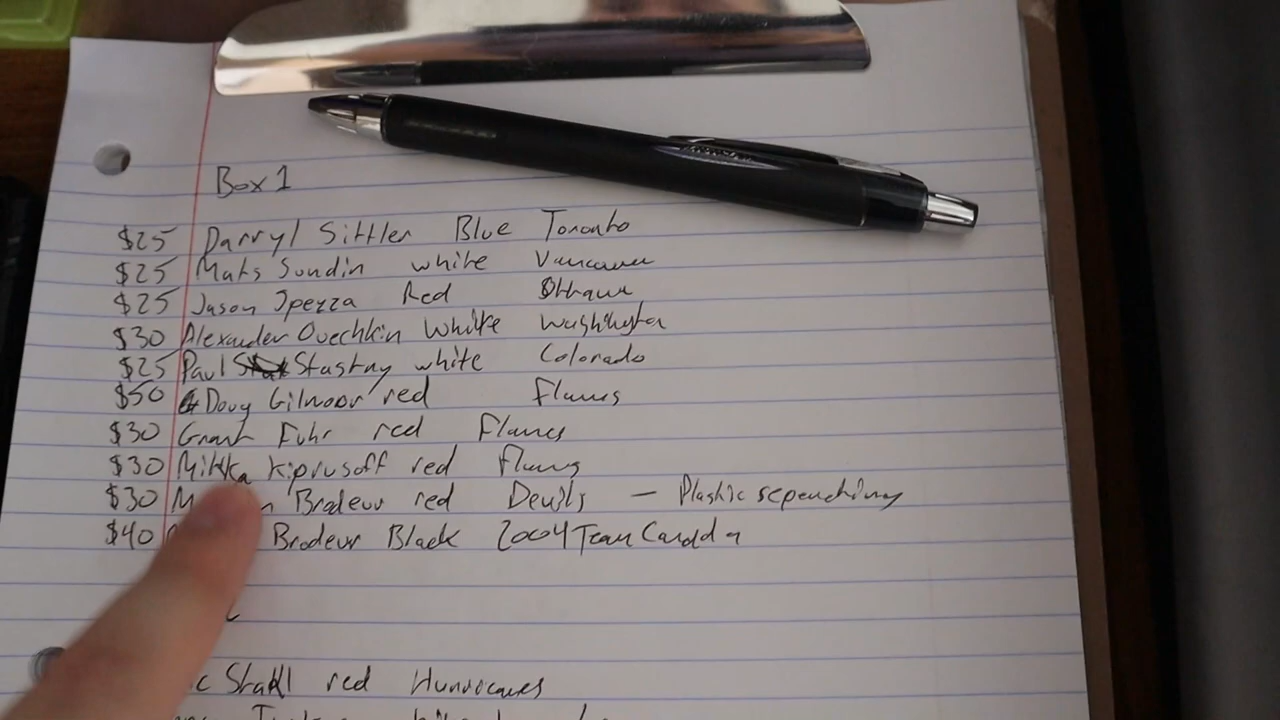 Box 1
$25 Darryl Sittler Blue Toronto
$25 Mats Sundin white Vancouver
$25 Jason Spezza Red Ottawa
$30 Alexander Ovechkin White Washington
$25 Paul Stastny white Colorado
$50 Doug Gilmour red Flames
$30 Grant Fuhr red Flames
$30 Mikka Kiprusoff red Flames
$30 Brodeur red Devils — Plastic
$40 Brodeur Black 2004 Team Canada
Staal red Hurricanes